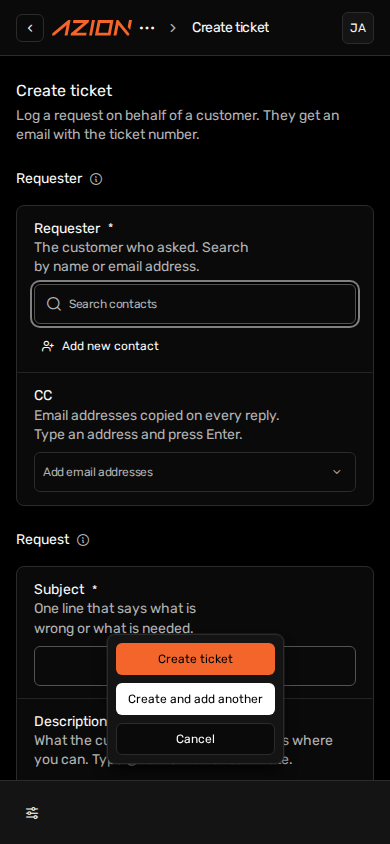 AZION ••• > Create ticket JA
Create ticket
Log a request on behalf of a customer. They get an
email with the ticket number.
Requester
Requester *
The customer who asked. Search
by name or email address.
Search contacts
Add new contact
CC
Email addresses copied on every reply.
Type an address and press Enter.
Add email addresses
Request
Subject *
One line that says what is
wrong or what is needed.
Create ticket
Create and add another
Cancel
Description
What the
where
you can.